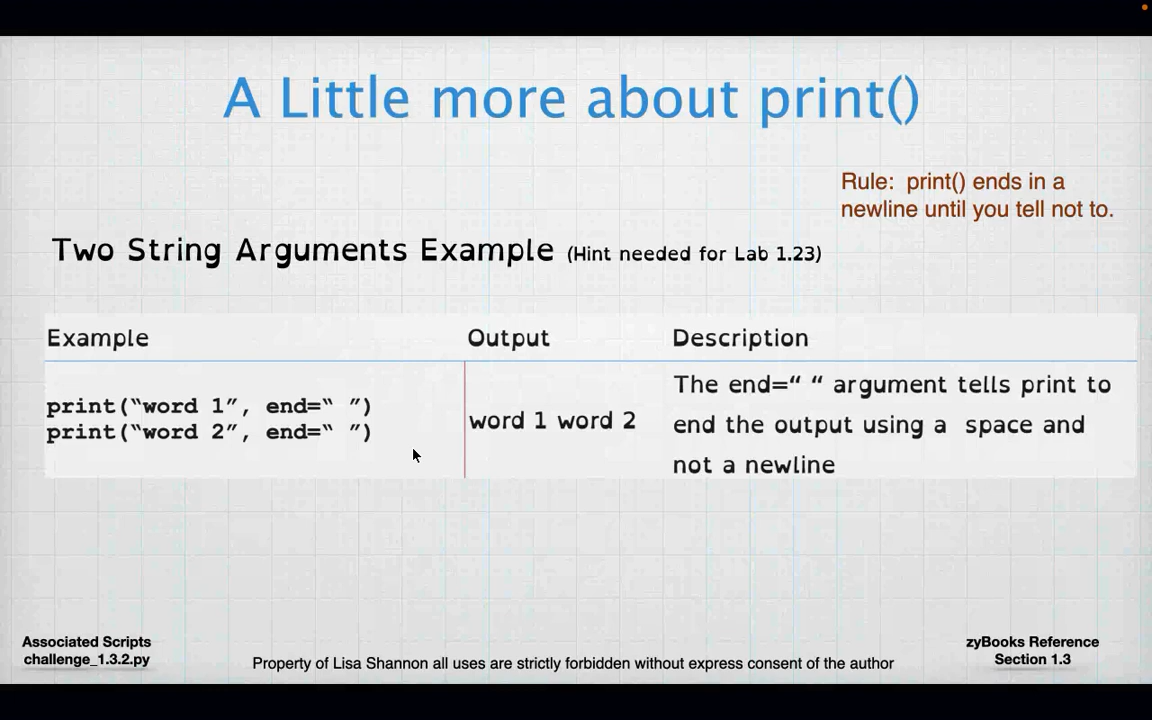 A Little more about print()
Rule:  print() ends in a
newline until you tell not to.
Two String Arguments Example (Hint needed for Lab 1.23)
Example Output Description
print(“word 1”, end=“ ”)
print(“word 2”, end=“ ”)
word 1 word 2
The end=“ “ argument tells print to
end the output using a  space and
not a newline
Associated Scripts
challenge_1.3.2.py
Property of Lisa Shannon all uses are strictly forbidden without express consent of the author
zyBooks Reference
Section 1.3